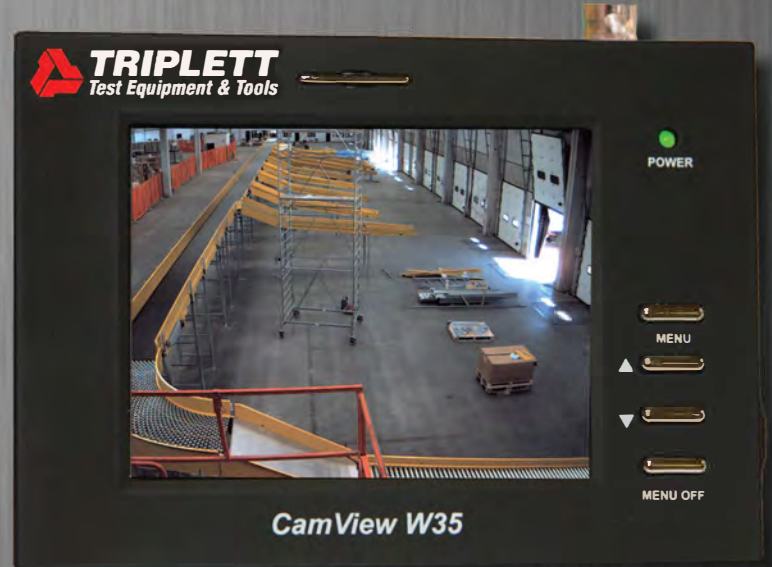 TRIPLETT
Test Equipment & Tools
POWER
MENU
▲
▼
MENU OFF
CamView W35